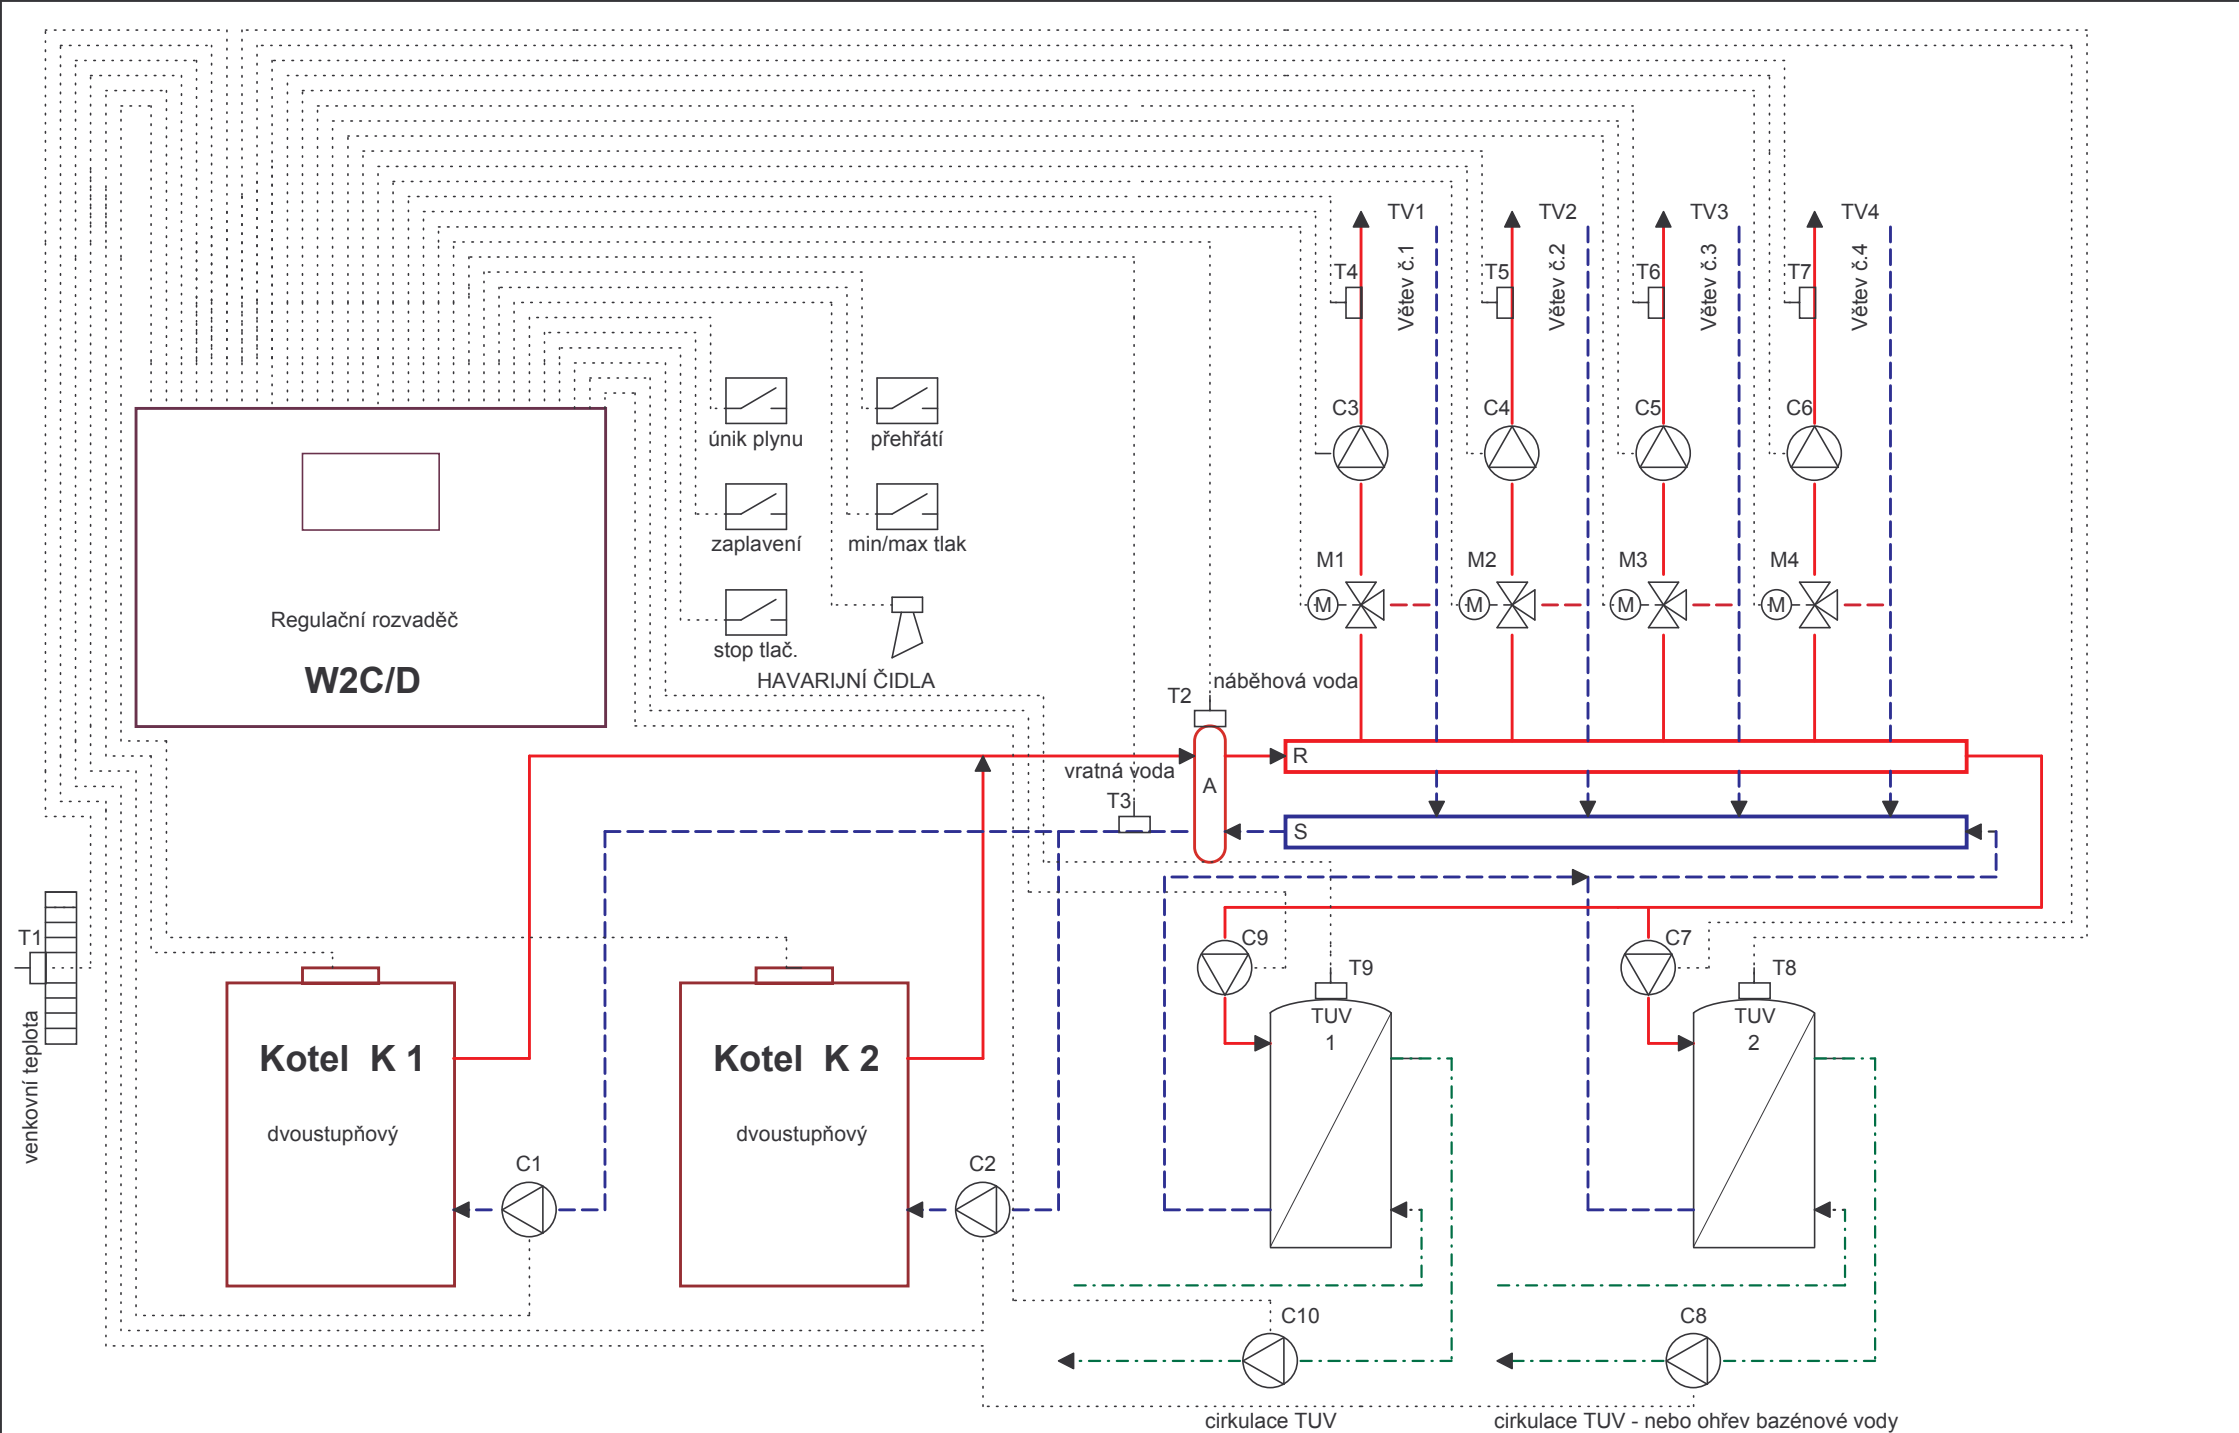 TV1
TV2
TV3
TV4
Větev č.1
Větev č.2
Větev č.3
Větev č.4
T4
T5
T6
T7
C3
C4
C5
C6
únik plynu
přehřátí
zaplavení
min/max tlak
M1
M2
M3
M4
M
M
M
M
Regulační rozvaděč
W2C/D
stop tlač.
HAVARIJNÍ ČIDLA
T2
náběhová voda
R
vratná voda
A
T3
S
T1
venkovní teplota
C9
C7
T9
T8
TUV
1
TUV
2
Kotel K 1
Kotel K 2
dvoustupňový
dvoustupňový
C1
C2
C10
C8
cirkulace TUV
cirkulace TUV - nebo ohřev bazénové vody